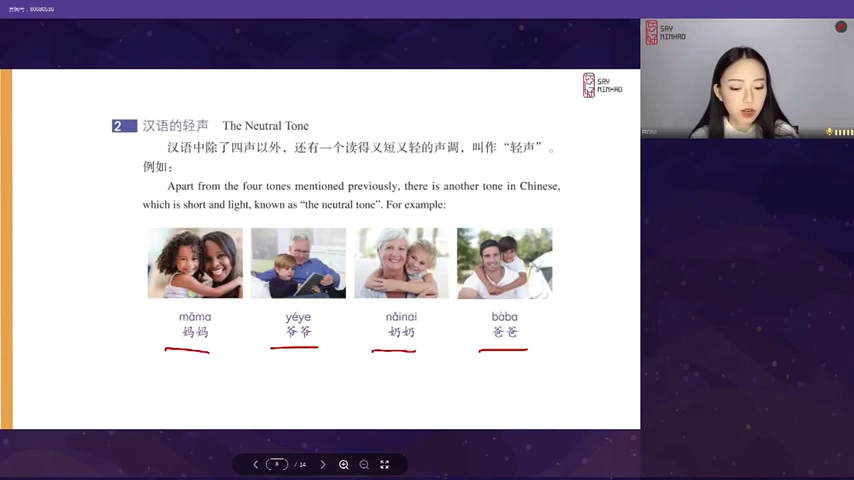 SAY
NINHAO
SAY
NINHAO
2 汉语的轻声 The Neutral Tone
汉语中除了四声以外，还有一个读得又短又轻的声调，叫作“轻声”。
例如：
Apart from the four tones mentioned previously, there is another tone in Chinese,
which is short and light, known as “the neutral tone”. For example:
māma yéye nǎinai bàba
妈妈 爷爷 奶奶 爸爸
8 / 14